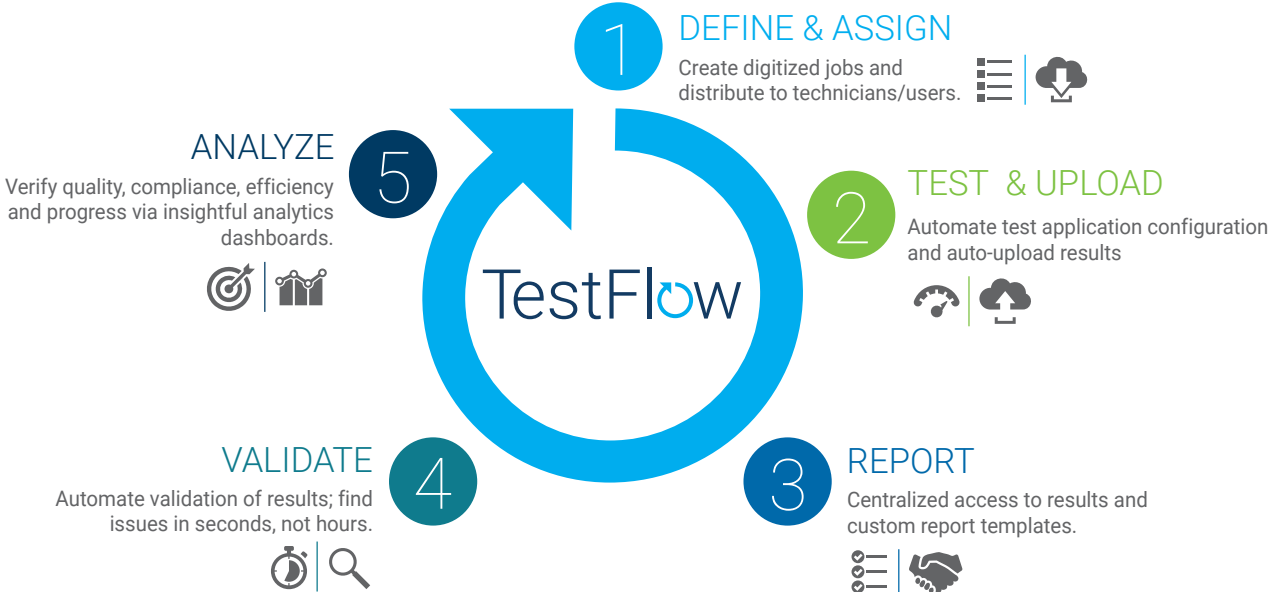 1
DEFINE & ASSIGN
Create digitized jobs and
distribute to technicians/users.
2
TEST & UPLOAD
Automate test application configuration
and auto-upload results
3
REPORT
Centralized access to results and
custom report templates.
4
VALIDATE
Automate validation of results; find
issues in seconds, not hours.
5
ANALYZE
Verify quality, compliance, efficiency
and progress via insightful analytics
dashboards.
TestFlow